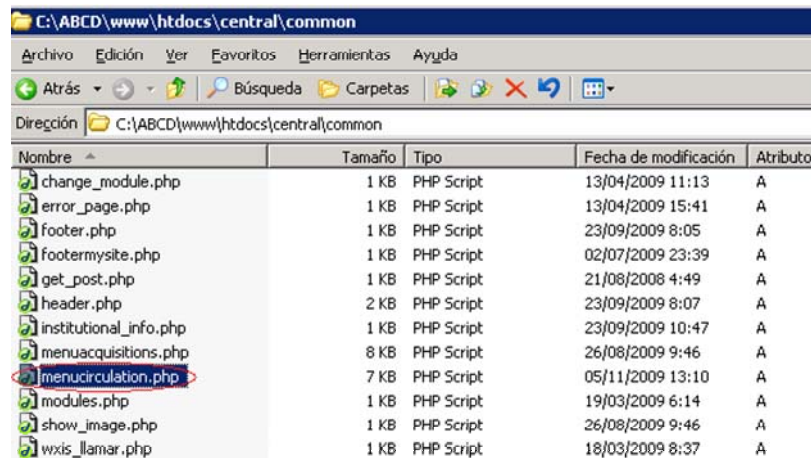 C:\ABCD\www\htdocs\central\common
Archivo Edición Ver Favoritos Herramientas Ayuda
Atrás Búsqueda Carpetas
Dirección C:\ABCD\www\htdocs\central\common
Nombre Tamaño Tipo Fecha de modificación Atributo
change_module.php 1 KB PHP Script 13/04/2009 11:13 A
error_page.php 1 KB PHP Script 13/04/2009 15:41 A
footer.php 1 KB PHP Script 23/09/2009 8:05 A
footermysite.php 1 KB PHP Script 02/07/2009 23:39 A
get_post.php 1 KB PHP Script 21/08/2008 4:49 A
header.php 2 KB PHP Script 23/09/2009 8:07 A
institutional_info.php 1 KB PHP Script 23/09/2009 10:47 A
menuacquisitions.php 8 KB PHP Script 26/08/2009 9:46 A
menucirculation.php 7 KB PHP Script 05/11/2009 13:10 A
modules.php 1 KB PHP Script 19/03/2009 6:14 A
show_image.php 1 KB PHP Script 26/08/2009 9:46 A
wxis_llamar.php 1 KB PHP Script 18/03/2009 8:37 A